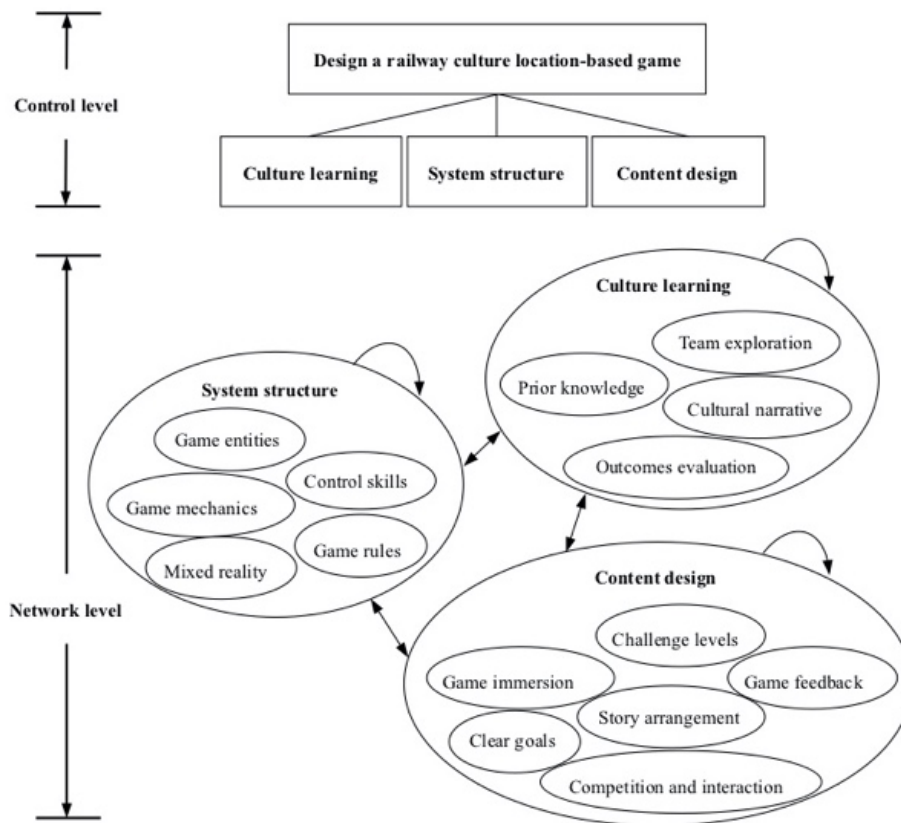 Control level
Design a railway culture location-based game
Culture learning
System structure
Content design
Network level
Culture learning
Team exploration
Prior knowledge
Cultural narrative
Outcomes evaluation
System structure
Game entities
Control skills
Game mechanics
Game rules
Mixed reality
Content design
Challenge levels
Game immersion
Game feedback
Story arrangement
Clear goals
Competition and interaction